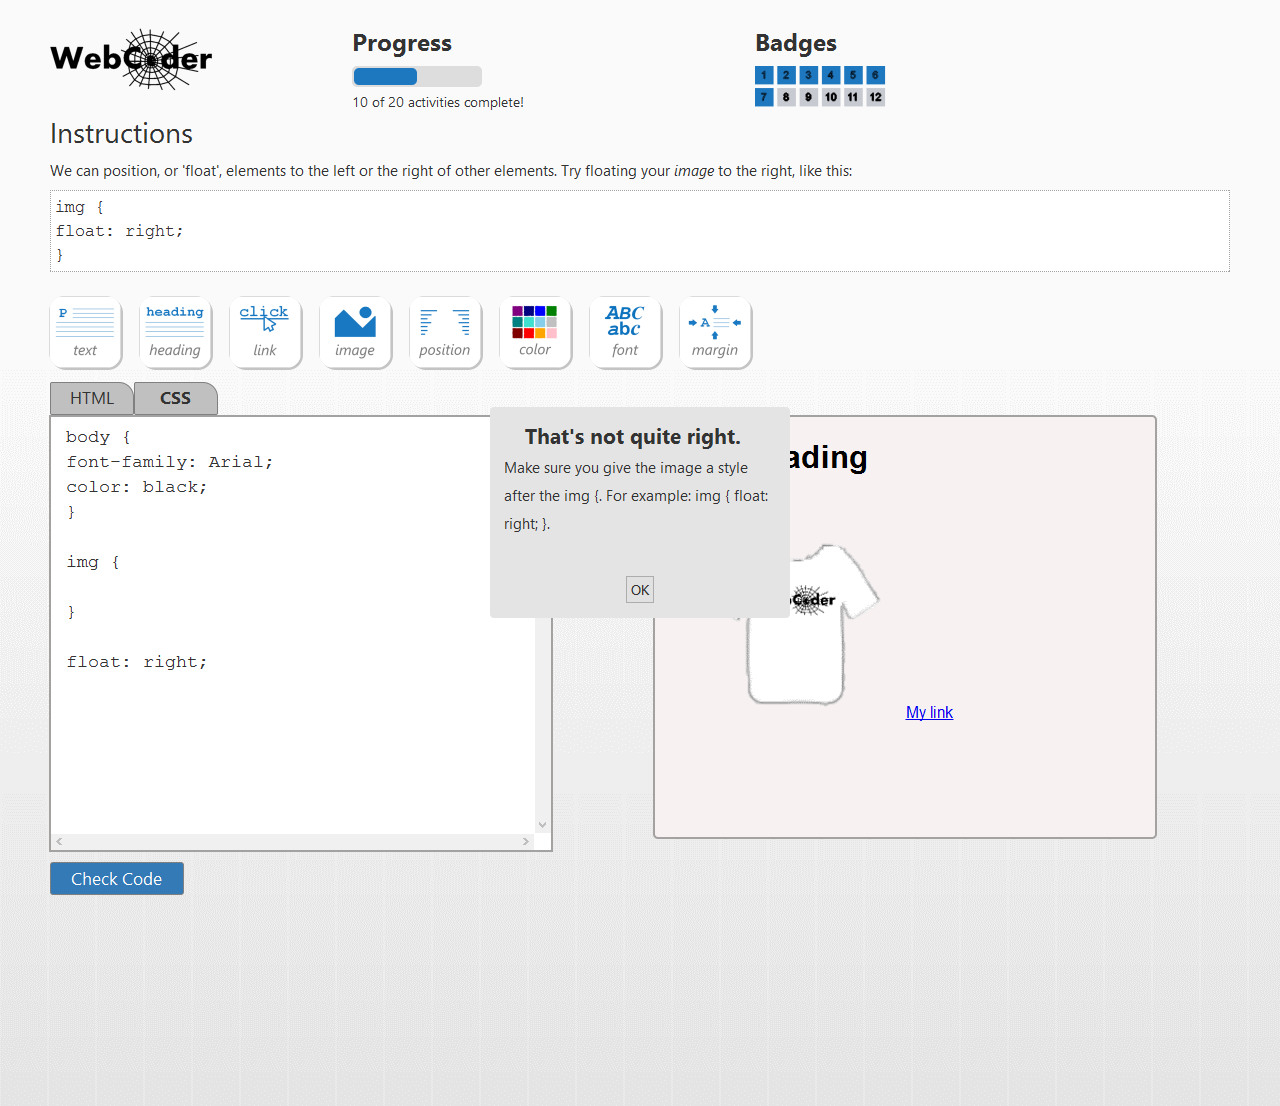 WebCoder
Progress
10 of 20 activities complete!
Badges
1 2 3 4 5 6
7 8 9 10 11 12
Instructions
We can position, or 'float', elements to the left or the right of other elements. Try floating your image to the right, like this:
img {
float: right;
}
P
text
heading
heading
click
link
image
position
color
ABC
abc
font
A
margin
HTML
CSS
body {
font-family: Arial;
color: black;
}
img {
}
float: right;
That's not quite right.
Make sure you give the image a style
after the img {. For example: img { float:
right; }.
OK
ading
oder
My link
Check Code